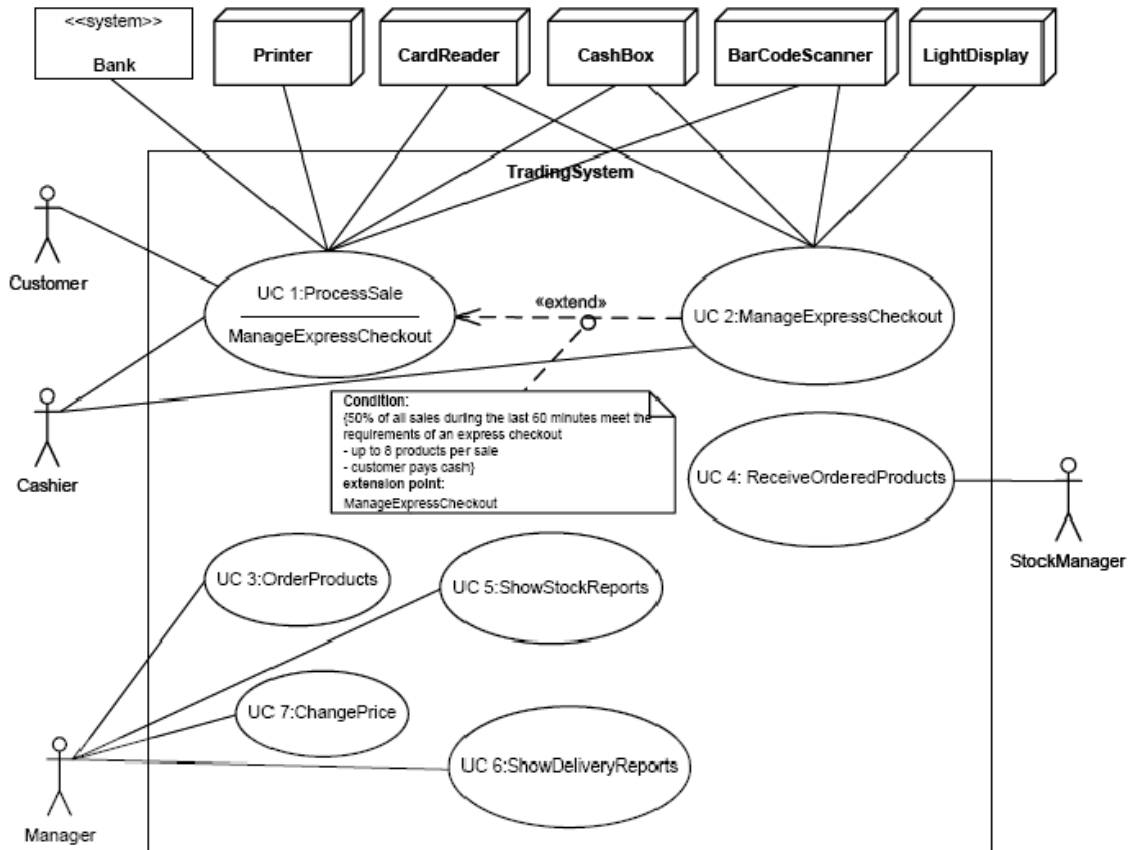 <<system>>
Bank
Printer
CardReader
CashBox
BarCodeScanner
LightDisplay
TradingSystem
Customer
UC 1:ProcessSale
ManageExpressCheckout
«extend»
UC 2:ManageExpressCheckout
Cashier
Condition:
{50% of all sales during the last 60 minutes meet the
requirements of an express checkout
- up to 8 products per sale
- customer pays cash}
extension point:
ManageExpressCheckout
UC 4: ReceiveOrderedProducts
StockManager
UC 3:OrderProducts
UC 5:ShowStockReports
UC 7:ChangePrice
UC 6:ShowDeliveryReports
Manager